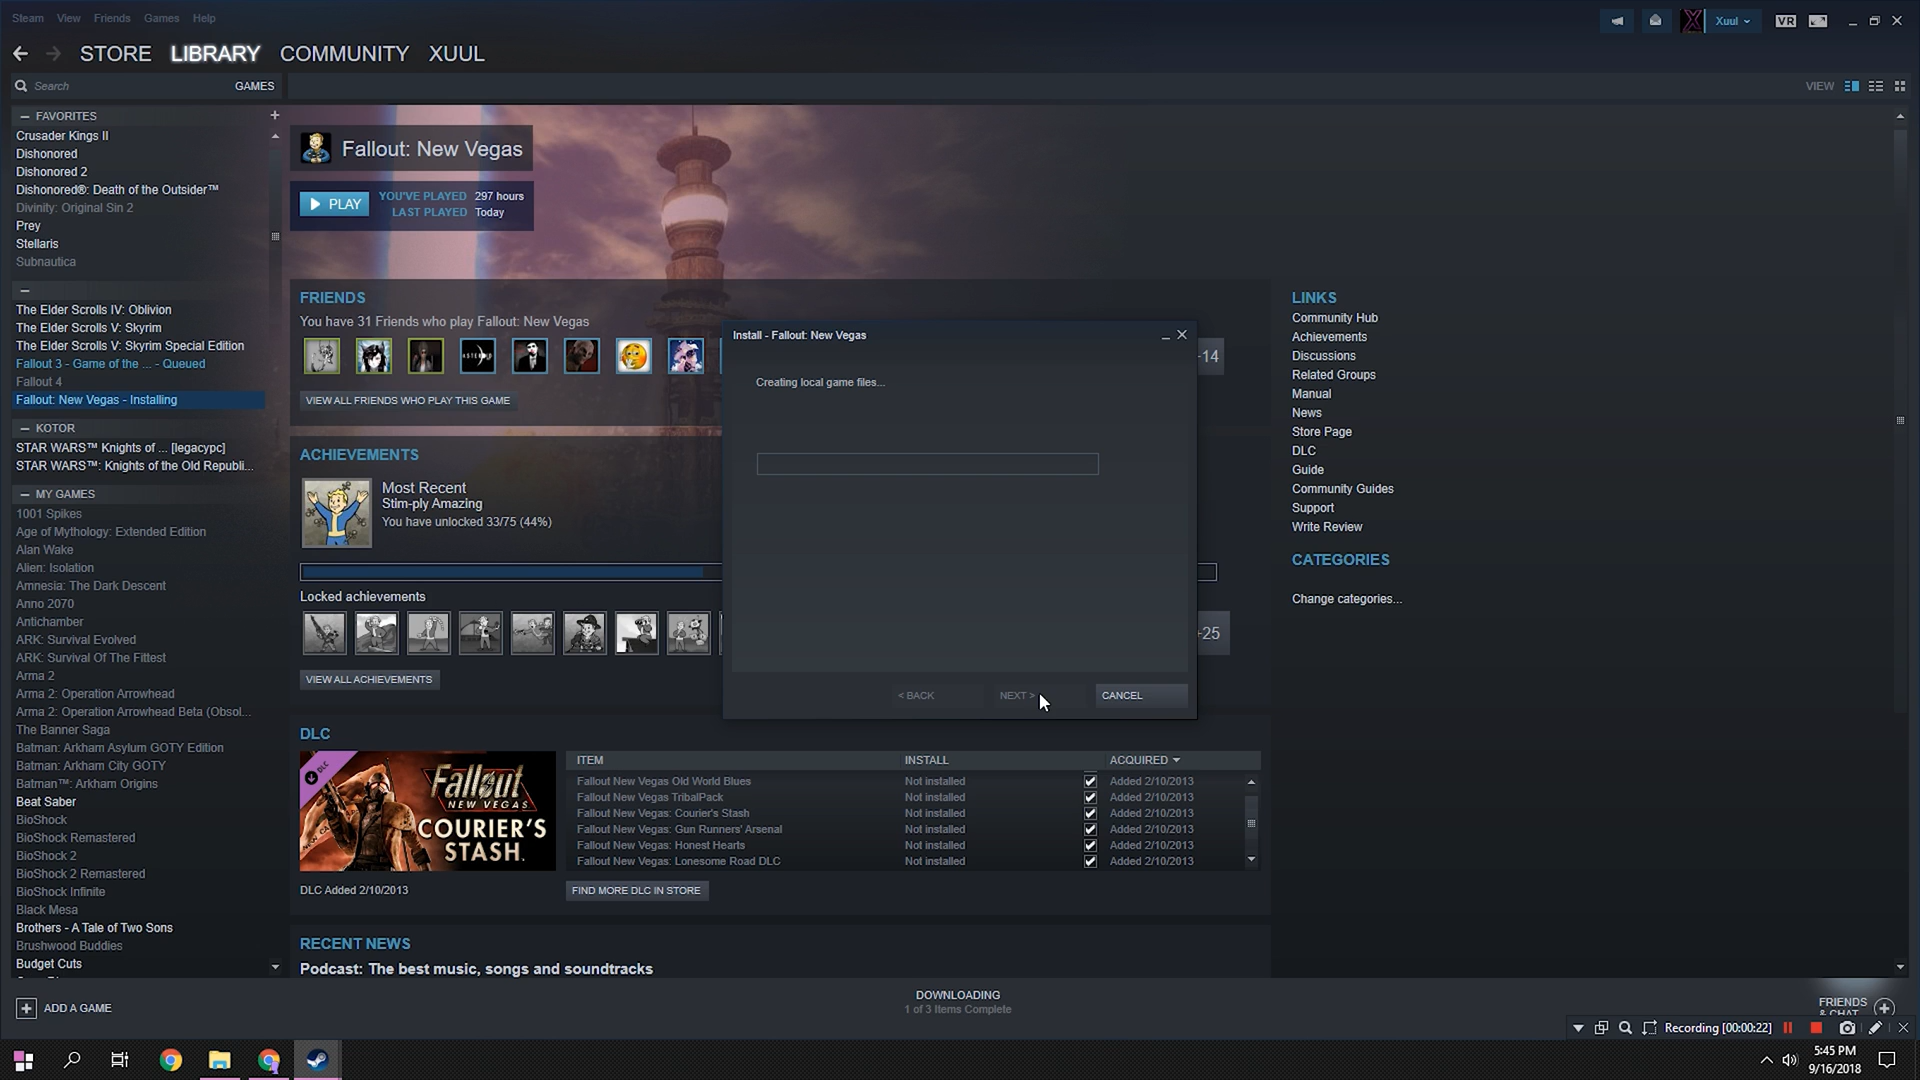 Steam View Friends Games Help
Xuul
VR
STORE LIBRARY COMMUNITY XUUL
Search GAMES
VIEW
FAVORITES
Crusader Kings II
Dishonored
Dishonored 2
Dishonored®: Death of the Outsider™
Divinity: Original Sin 2
Prey
Stellaris
Subnautica
The Elder Scrolls IV: Oblivion
The Elder Scrolls V: Skyrim
The Elder Scrolls V: Skyrim Special Edition
Fallout 3 - Game of the ... - Queued
Fallout 4
Fallout: New Vegas - Installing
KOTOR
STAR WARS™ Knights of ... [legacypc]
STAR WARS™: Knights of the Old Republi...
MY GAMES
1001 Spikes
Age of Mythology: Extended Edition
Alan Wake
Alien: Isolation
Amnesia: The Dark Descent
Anno 2070
Antichamber
ARK: Survival Evolved
ARK: Survival Of The Fittest
Arma 2
Arma 2: Operation Arrowhead
Arma 2: Operation Arrowhead Beta (Obsol...
The Banner Saga
Batman: Arkham Asylum GOTY Edition
Batman: Arkham City GOTY
Batman™: Arkham Origins
Beat Saber
BioShock
BioShock Remastered
BioShock 2
BioShock 2 Remastered
BioShock Infinite
Black Mesa
Brothers - A Tale of Two Sons
Brushwood Buddies
Budget Cuts
ADD A GAME
Fallout: New Vegas
PLAY
YOU'VE PLAYED 297 hours
LAST PLAYED Today
FRIENDS
You have 31 Friends who play Fallout: New Vegas
ASTEROID
-14
VIEW ALL FRIENDS WHO PLAY THIS GAME
ACHIEVEMENTS
Most Recent
Stim-ply Amazing
You have unlocked 33/75 (44%)
Locked achievements
-25
VIEW ALL ACHIEVEMENTS
Install - Fallout: New Vegas
Creating local game files...
< BACK NEXT > CANCEL
DLC
DLC
Fallout
NEW VEGAS
COURIER'S
STASH.
DLC Added 2/10/2013
ITEM INSTALL ACQUIRED
Fallout New Vegas Old World Blues Not installed Added 2/10/2013
Fallout New Vegas TribalPack Not installed Added 2/10/2013
Fallout New Vegas: Courier's Stash Not installed Added 2/10/2013
Fallout New Vegas: Gun Runners' Arsenal Not installed Added 2/10/2013
Fallout New Vegas: Honest Hearts Not installed Added 2/10/2013
Fallout New Vegas: Lonesome Road DLC Not installed Added 2/10/2013
FIND MORE DLC IN STORE
RECENT NEWS
Podcast: The best music, songs and soundtracks
LINKS
Community Hub
Achievements
Discussions
Related Groups
Manual
News
Store Page
DLC
Guide
Community Guides
Support
Write Review
CATEGORIES
Change categories...
DOWNLOADING
1 of 3 Items Complete
FRIENDS
& CHAT
Recording [00:00:22]
5:45 PM
9/16/2018